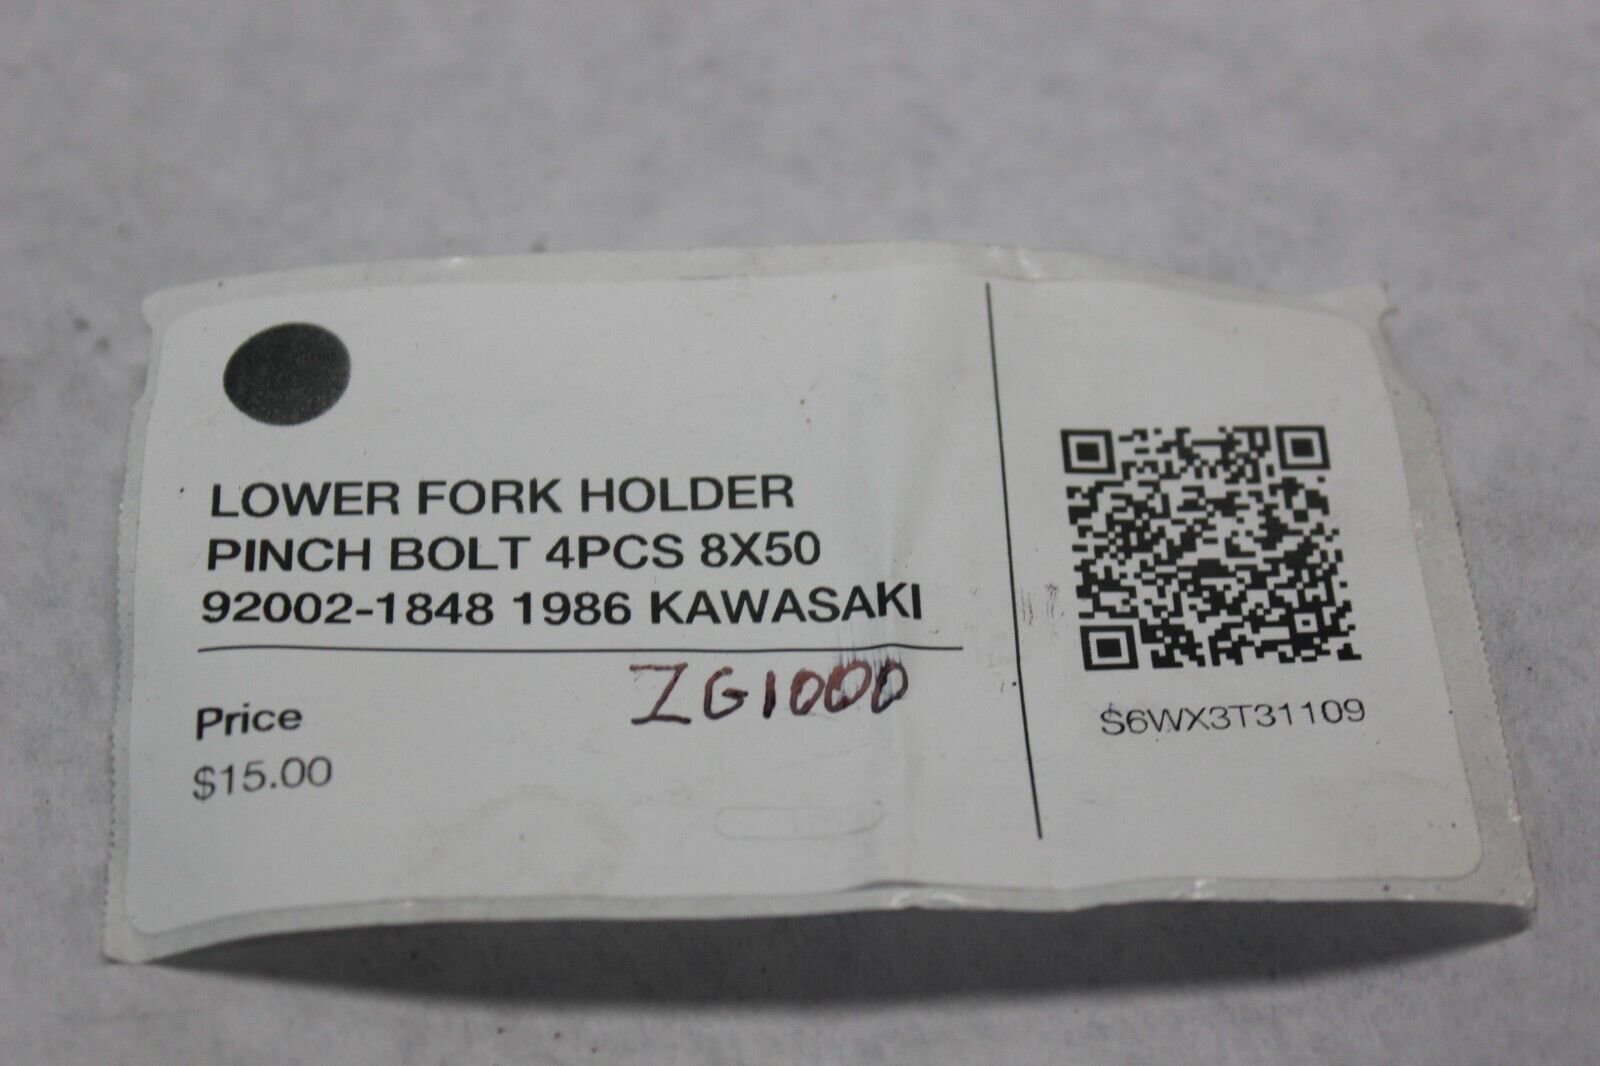 LOWER FORK HOLDER
PINCH BOLT 4PCS 8X50
92002-1848 1986 KAWASAKI
ZG1000
Price
$15.00
S6WX3T31109